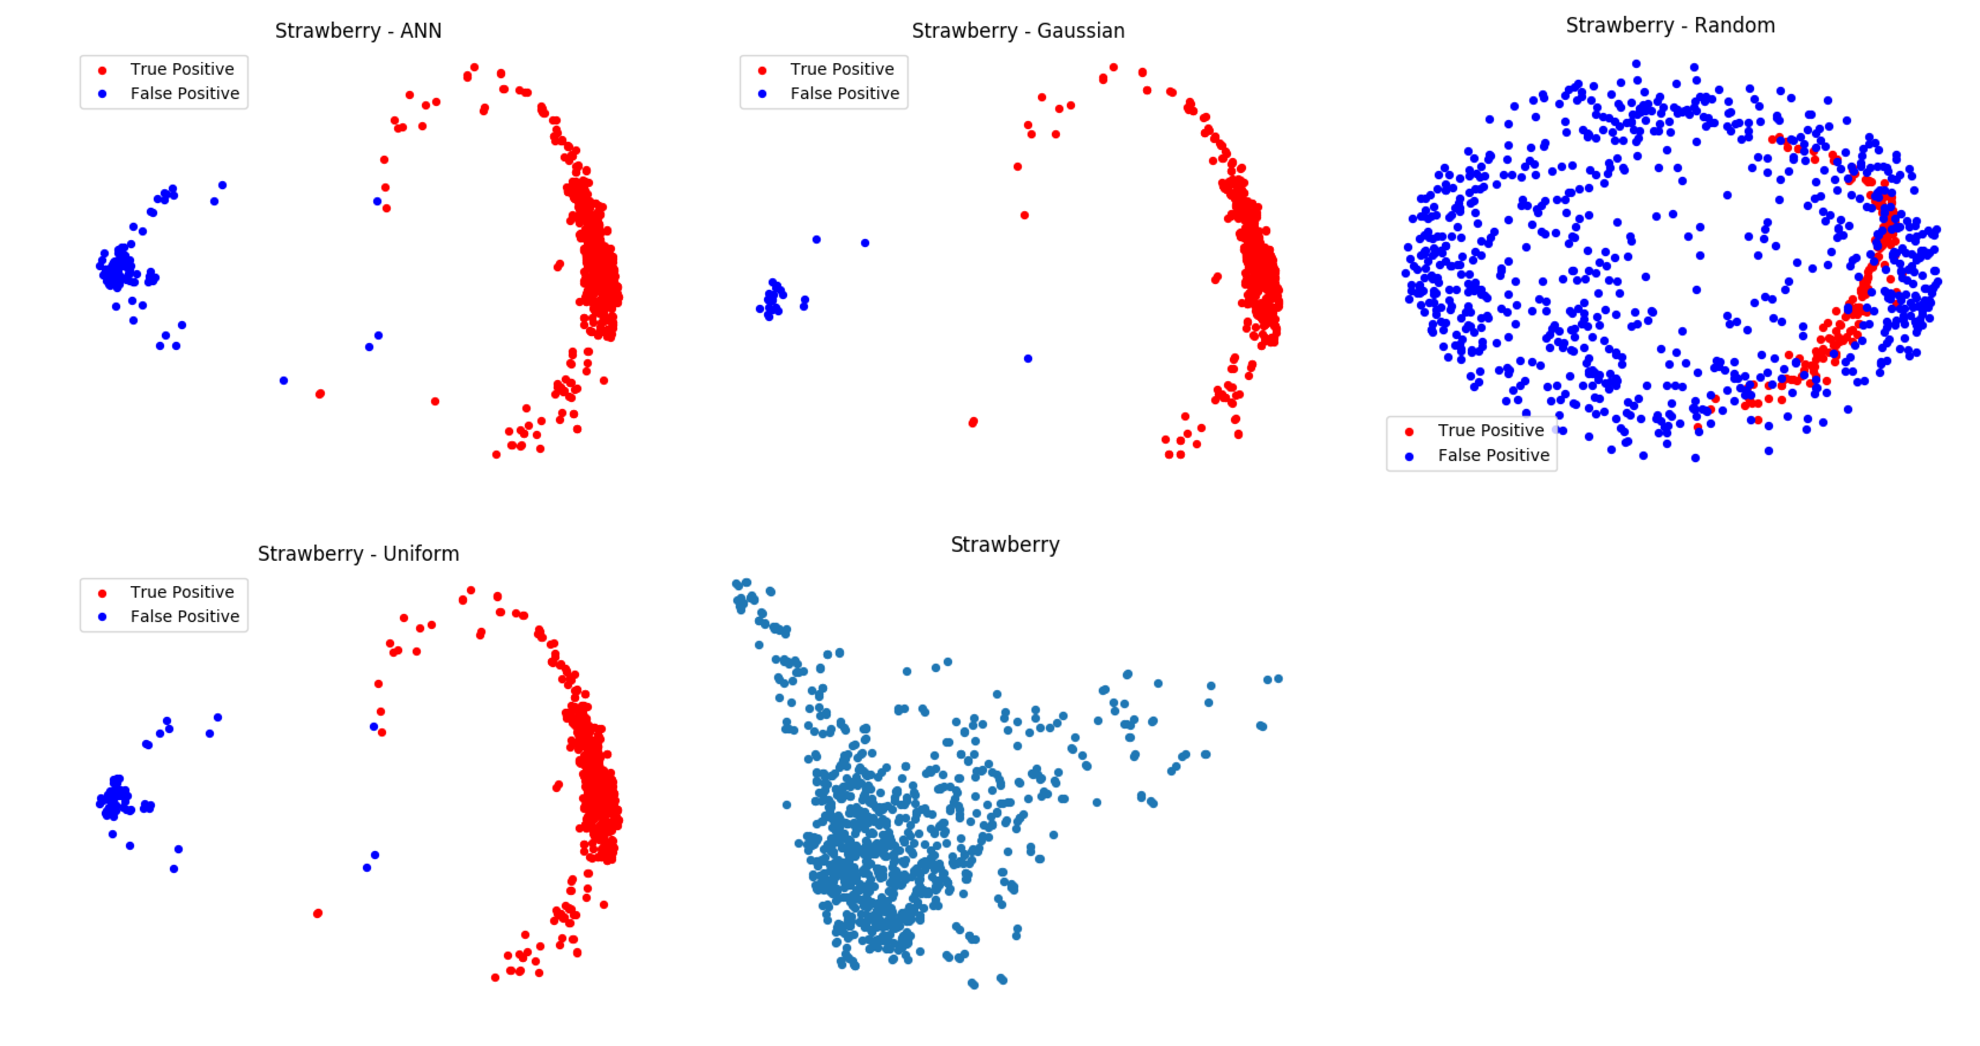 Strawberry - ANN
True Positive
False Positive
Strawberry - Gaussian
True Positive
False Positive
Strawberry - Random
True Positive
False Positive
Strawberry - Uniform
True Positive
False Positive
Strawberry